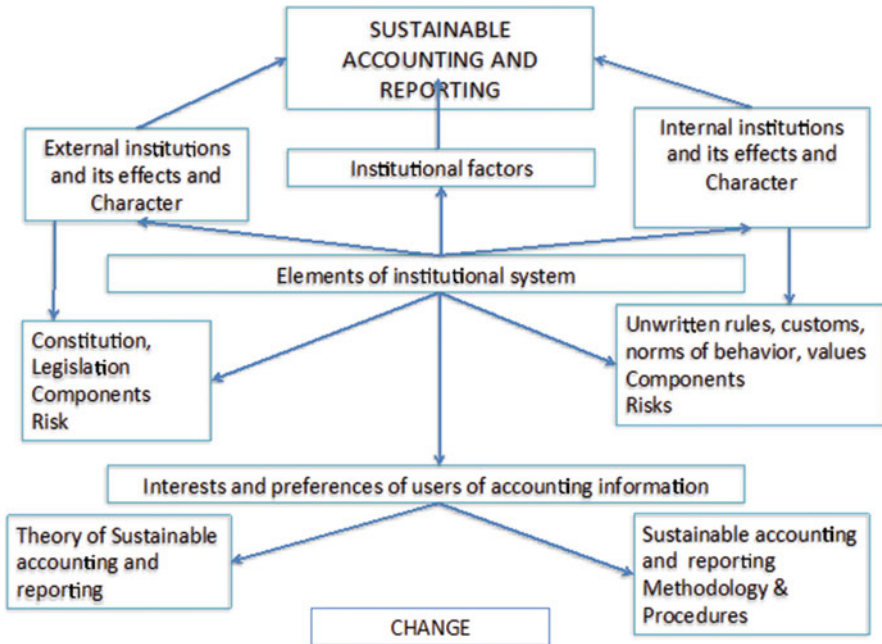 SUSTAINABLE
ACCOUNTING AND
REPORTING
External institutions
and its effects and
Character
Institutional factors
Internal institutions
and its effects and
Character
Elements of institutional system
Constitution,
Legislation
Components
Risk
Unwritten rules, customs,
norms of behavior, values
Components
Risks
Interests and preferences of users of accounting information
Theory of Sustainable
accounting and
reporting
Sustainable accounting
and reporting
Methodology &
Procedures
CHANGE